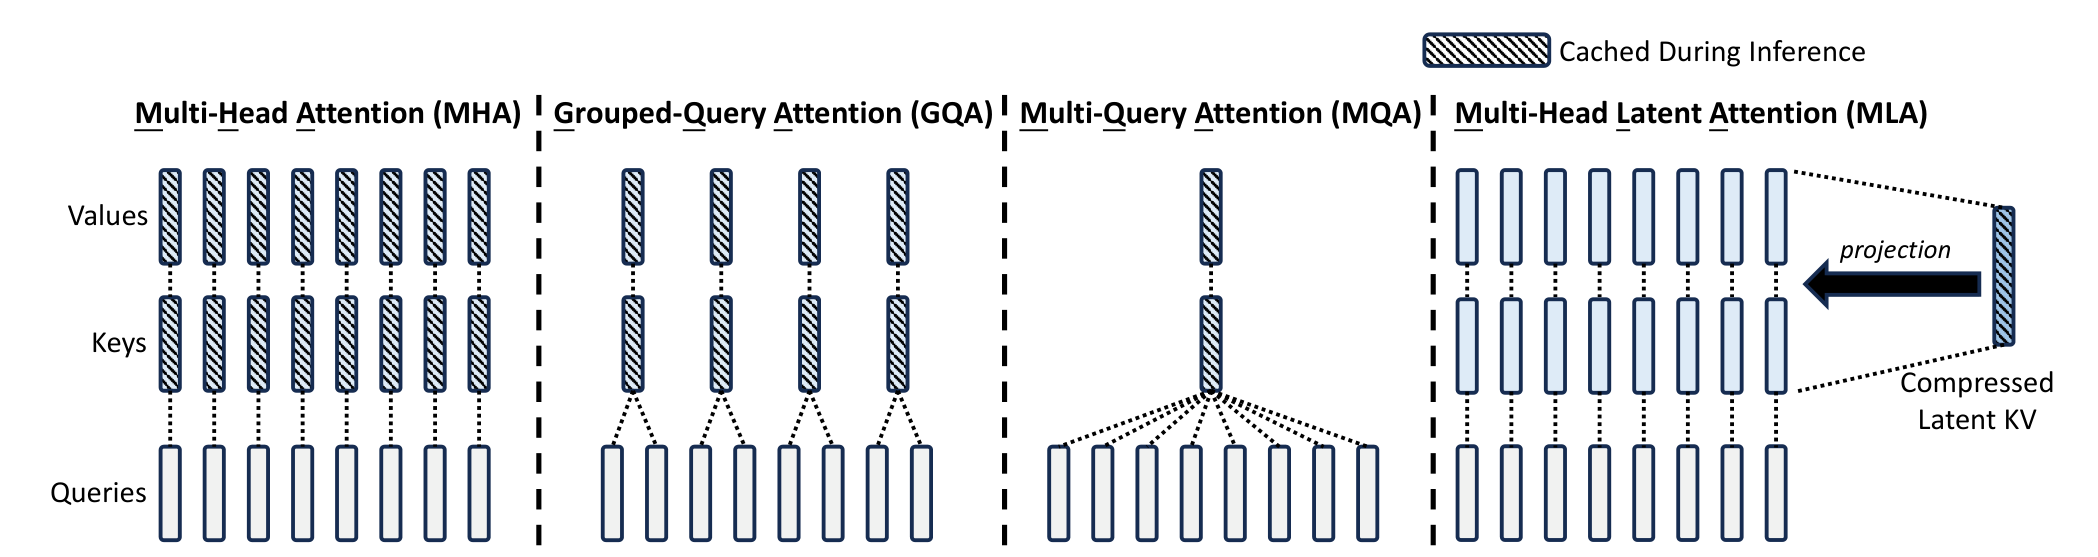 Cached During Inference
Multi-Head Attention (MHA)
Grouped-Query Attention (GQA)
Multi-Query Attention (MQA)
Multi-Head Latent Attention (MLA)
Values
Keys
Queries
projection
Compressed
Latent KV